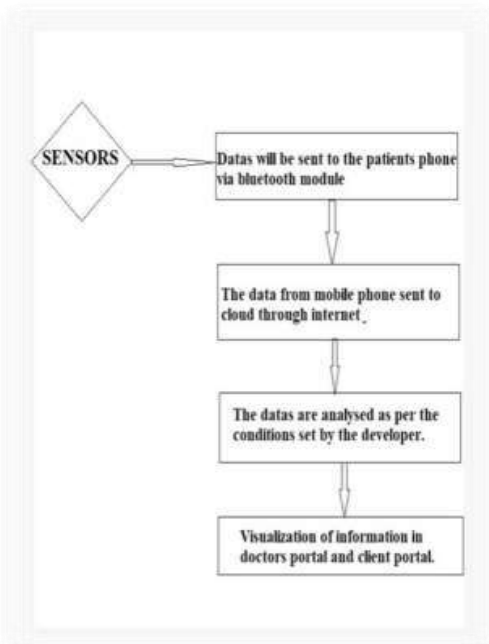 SENSORS
Datas will be sent to the patients phone
via bluetooth module
The data from mobile phone sent to
cloud through internet
The datas are analysed as per the
conditions set by the developer.
Visualization of information in
doctors portal and client portal.